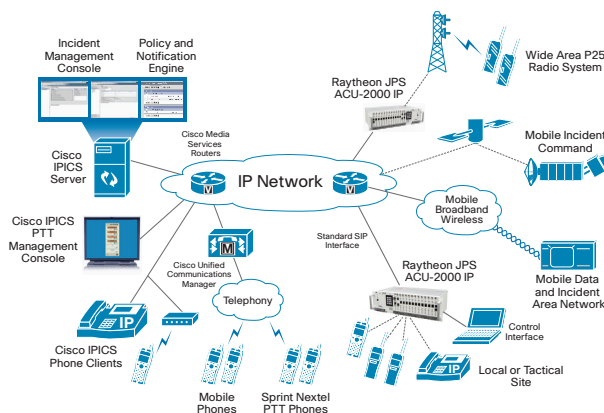 Incident
Management
Console
Policy and
Notification
Engine
Wide Area P25
Radio System
Raytheon JPS
ACU-2000 IP
Cisco Media
Services
Routers
Cisco
IPICS
Server
Mobile Incident
Command
IP Network
M
M
Cisco IPICS
PTT
Management
Console
Mobile
Broadband
Wireless
Standard SIP
Interface
M
Cisco Unified
Communications
Manager
Raytheon JPS
ACU-2000 IP
Mobile Data
and Incident
Area Network
Telephony
IP
Control
Interface
Cisco IPICS
Phone Clients
IP
Local or Tactical
Site
Mobile
Phones
Sprint Nextel
PTT Phones